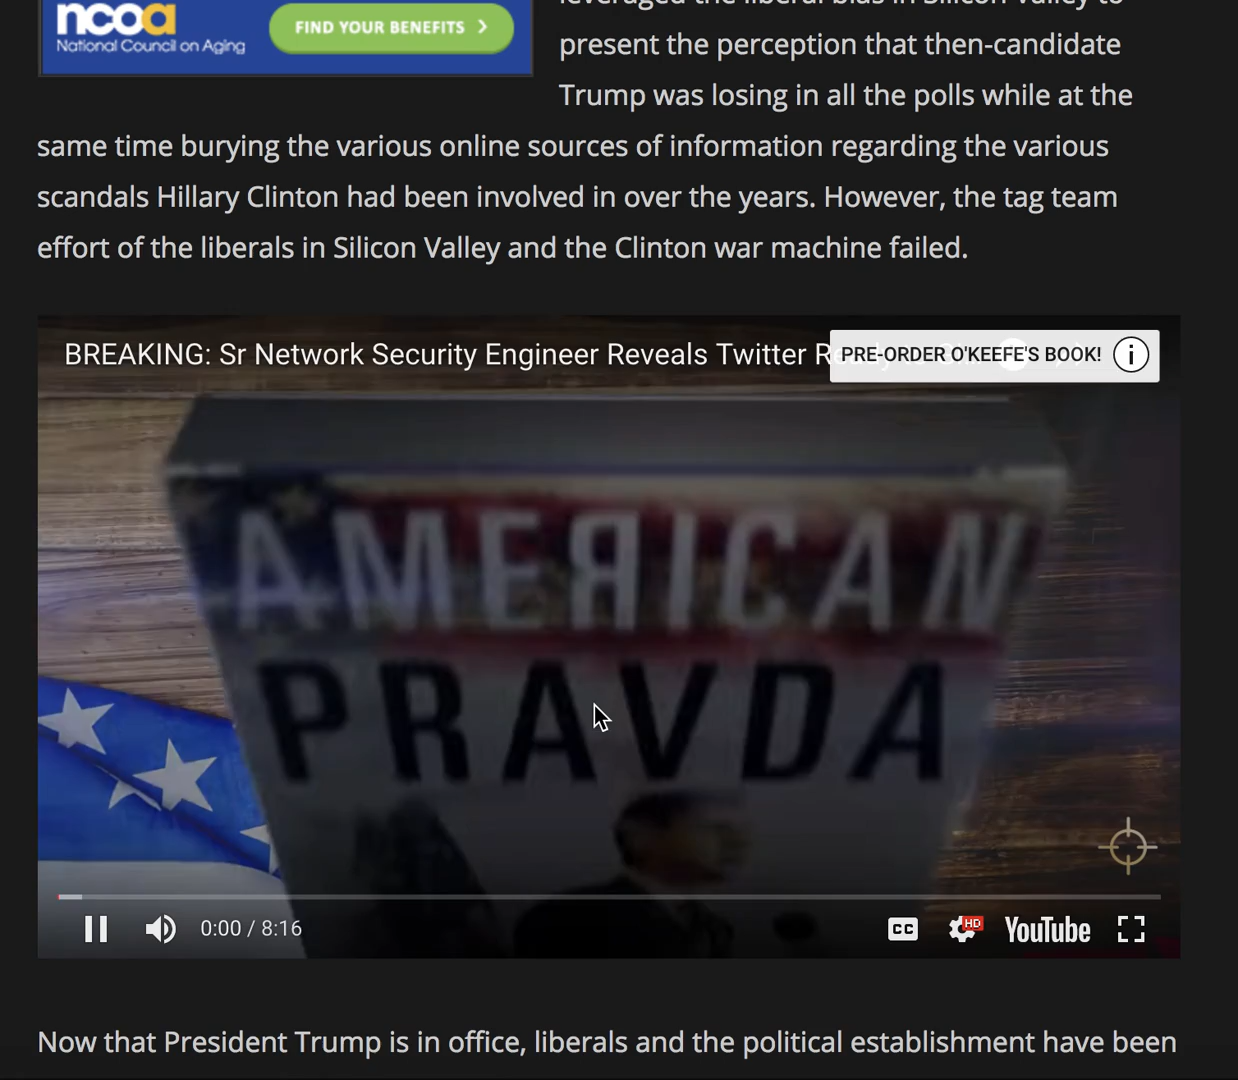 ncoa
National Council on Aging
FIND YOUR BENEFITS
leveraged the liberal bias in Silicon Valley to
present the perception that then-candidate
Trump was losing in all the polls while at the
same time burying the various online sources of information regarding the various
scandals Hillary Clinton had been involved in over the years. However, the tag team
effort of the liberals in Silicon Valley and the Clinton war machine failed.
BREAKING: Sr Network Security Engineer Reveals Twitter
PRE-ORDER O'KEEFE'S BOOK!
AMEЯICAN
PRAVDA
0:00 / 8:16
CC
HD
YouTube
Now that President Trump is in office, liberals and the political establishment have been